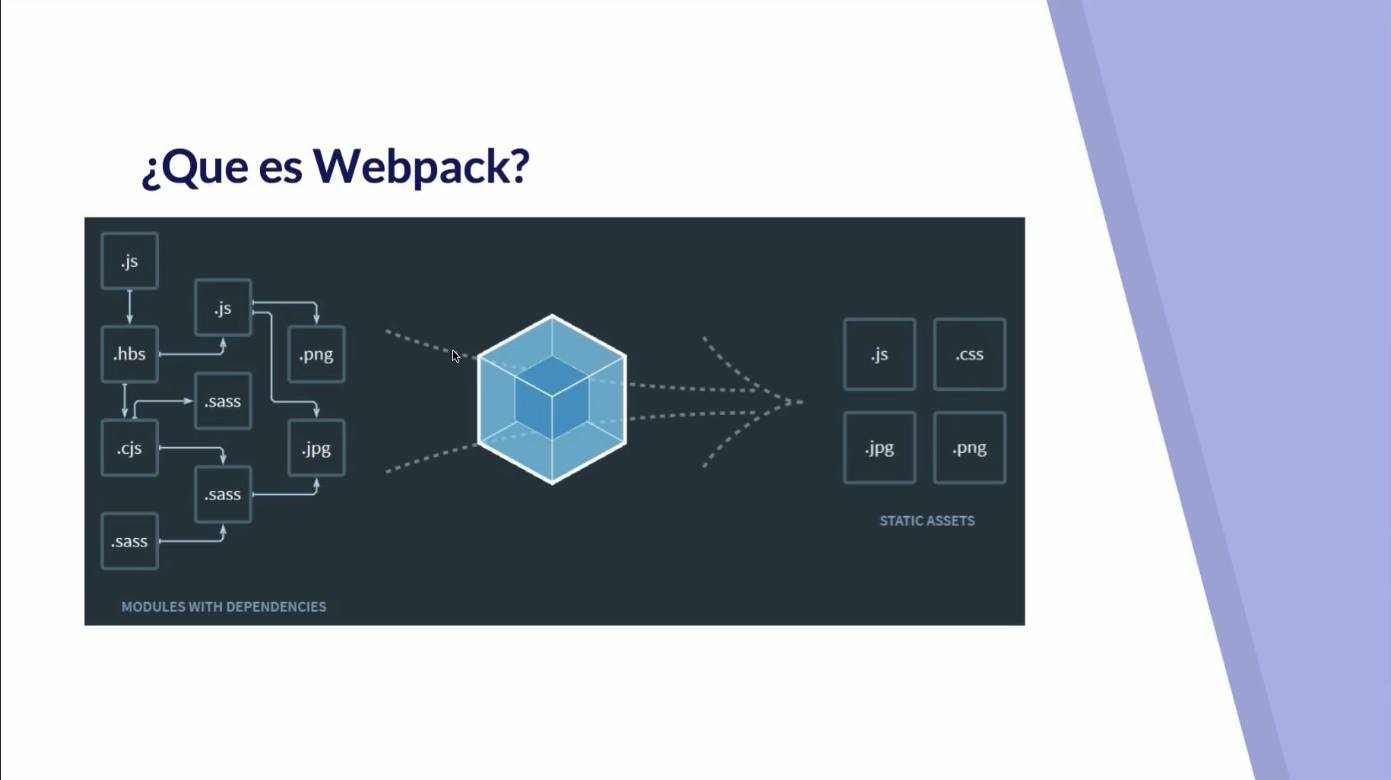 ¿Que es Webpack?
.js
.js
.hbs
.png
.sass
.cjs
.jpg
.sass
.sass
MODULES WITH DEPENDENCIES
.js
.css
.jpg
.png
STATIC ASSETS